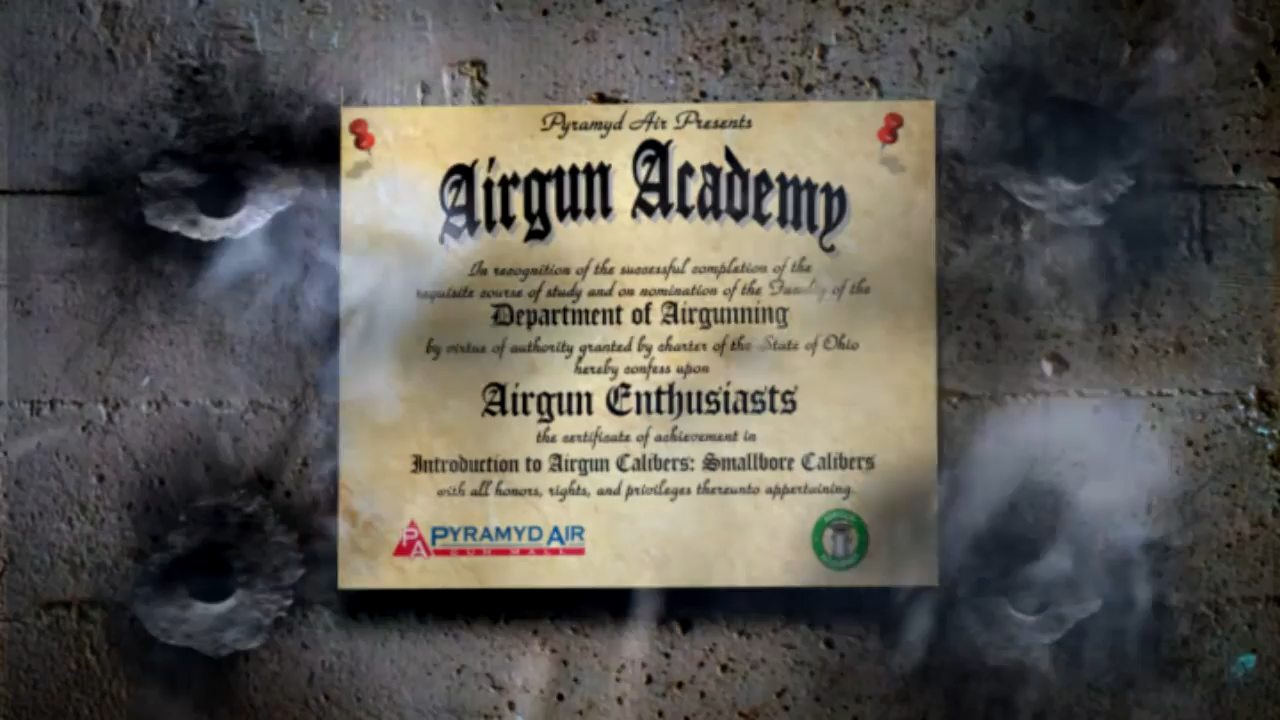 Pyramyd Air Presents
Airgun Academy
In recognition of the successful completion of the
requisite course of study and on nomination of the Faculty of the
Department of Airgunning
by virtue of authority granted by charter of the State of Ohio
hereby confess upon
Airgun Enthusiasts
the certificate of achievement in
Introduction to Airgun Calibers: Smallbore Calibers
with all honors, rights, and privileges thereunto appertaining.
PA PYRAMYD AIR
GUN MALL